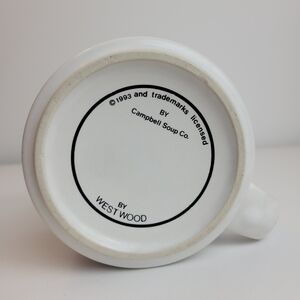 ©1993 and trademarks licensed
BY
Campbell Soup Co.
BY
WESTWOOD